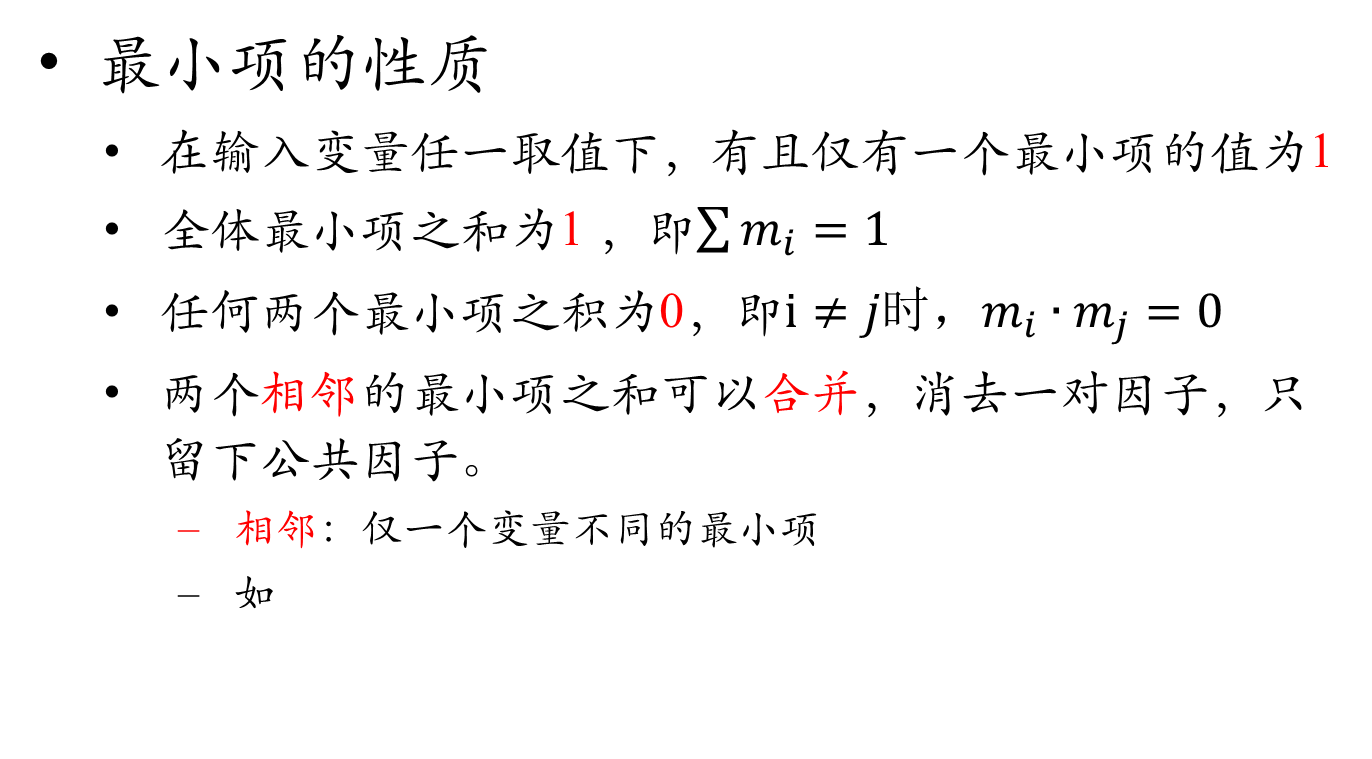 • 最小项的性质
• 在输入变量任一取值下，有且仅有一个最小项的值为1
• 全体最小项之和为1 ，即∑ mᵢ = 1
• 任何两个最小项之积为0，即i ≠ j时，mᵢ · mⱼ = 0
• 两个相邻的最小项之和可以合并，消去一对因子，只
留下公共因子。
– 相邻：仅一个变量不同的最小项
– 如